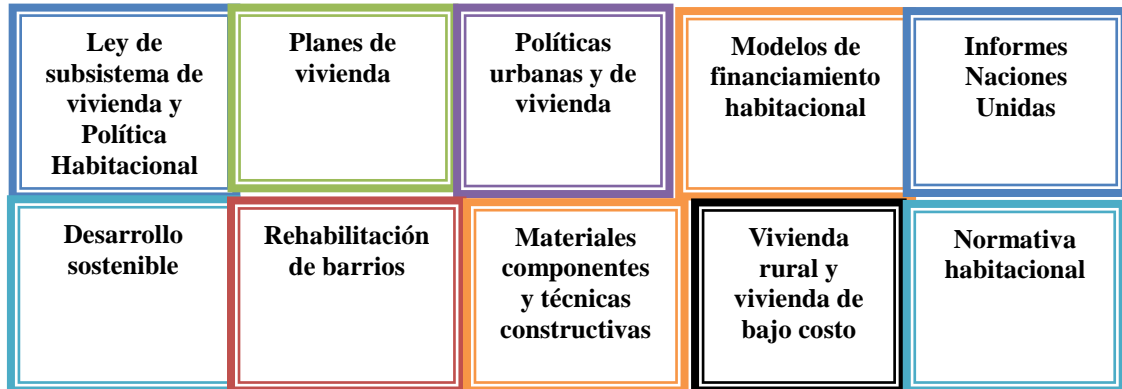 Ley de
subsistema de
vivienda y
Política
Habitacional
Planes de
vivienda
Políticas
urbanas y de
vivienda
Modelos de
financiamiento
habitacional
Informes
Naciones
Unidas
Desarrollo
sostenible
Rehabilitación
de barrios
Materiales
componentes
y técnicas
constructivas
Vivienda
rural y
vivienda de
bajo costo
Normativa
habitacional